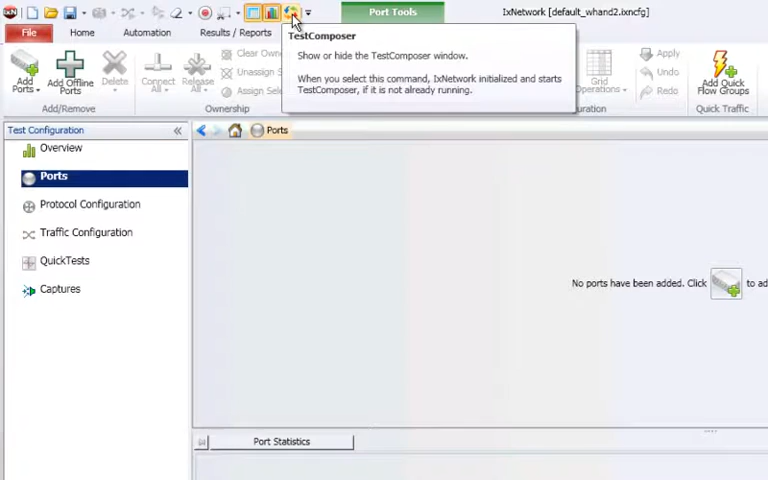 IxN
Port Tools
IxNetwork [default_whand2.ixncfg]
File
Home
Automation
Results / Reports
TestComposer
Show or hide the TestComposer window.
When you select this command, IxNetwork initialized and starts
TestComposer, if it is not already running.
Add
Ports
Add Offline
Ports
Delete
Connect
All
Release
All
Clear Own
Unassign
Assign Sel
Grid
Operations
Apply
Undo
Redo
Add Quick
Flow Groups
Add/Remove
Ownership
uration
Quick Traffic
Test Configuration
Ports
Overview
Ports
Protocol Configuration
Traffic Configuration
QuickTests
Captures
No ports have been added. Click
to ad
Port Statistics